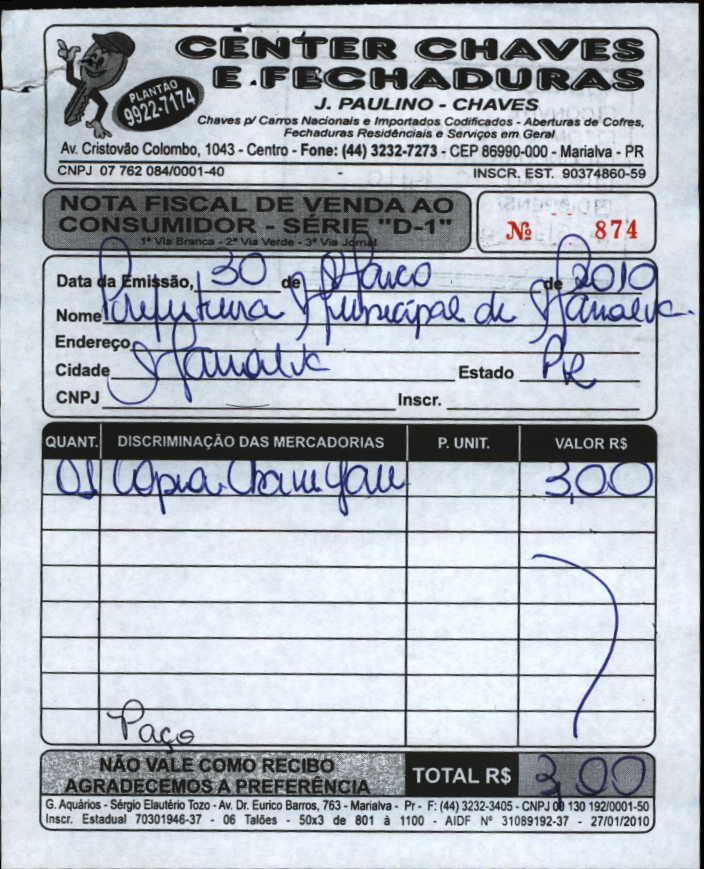 CENTER CHAVES
E FECHADURAS
PLANTÃO
9922-7174
J. PAULINO - CHAVES
Chaves p/ Carros Nacionais e Importados Codificados - Aberturas de Cofres,
Fechaduras Residênciais e Serviços em Geral
Av. Cristovão Colombo, 1043 - Centro - Fone: (44) 3232-7273 - CEP 86990-000 - Marialva - PR
CNPJ 07 762 084/0001-40 - INSCR. EST. 90374860-59
NOTA FISCAL DE VENDA AO
CONSUMIDOR - SÉRIE "D-1"
1ª Via Branca - 2ª Via Verde - 3ª Via Jornal
Nº 874
Data da Emissão, 30 de Março de 2010
Nome Prefeitura Municipal de Marialva.
Endereço
Cidade Marialva Estado PR
CNPJ Inscr.
QUANT. DISCRIMINAÇÃO DAS MERCADORIAS P. UNIT. VALOR R$
01 Copia Chave Yale 3,00
Paço
NÃO VALE COMO RECIBO
AGRADECEMOS A PREFERÊNCIA
TOTAL R$ 3,00
G. Aquários - Sérgio Elautério Tozo - Av. Dr. Eurico Barros, 763 - Marialva - Pr - F: (44) 3232-3405 - CNPJ 00 130 192/0001-50
Inscr. Estadual 70301946-37 - 06 Talões - 50x3 de 801 à 1100 - AIDF Nº 31089192-37 - 27/01/2010